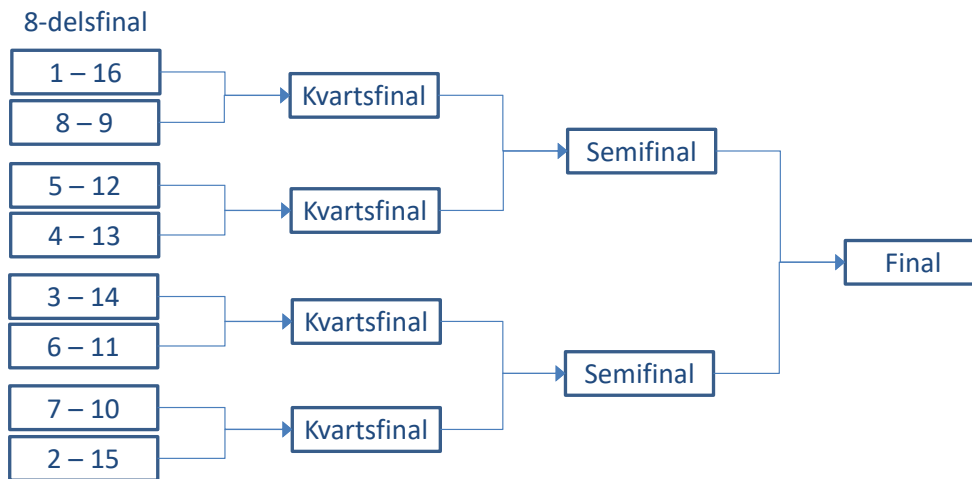 8-delsfinal
1 – 16
8 – 9
5 – 12
4 – 13
3 – 14
6 – 11
7 – 10
2 – 15
Kvartsfinal
Kvartsfinal
Kvartsfinal
Kvartsfinal
Semifinal
Semifinal
Final